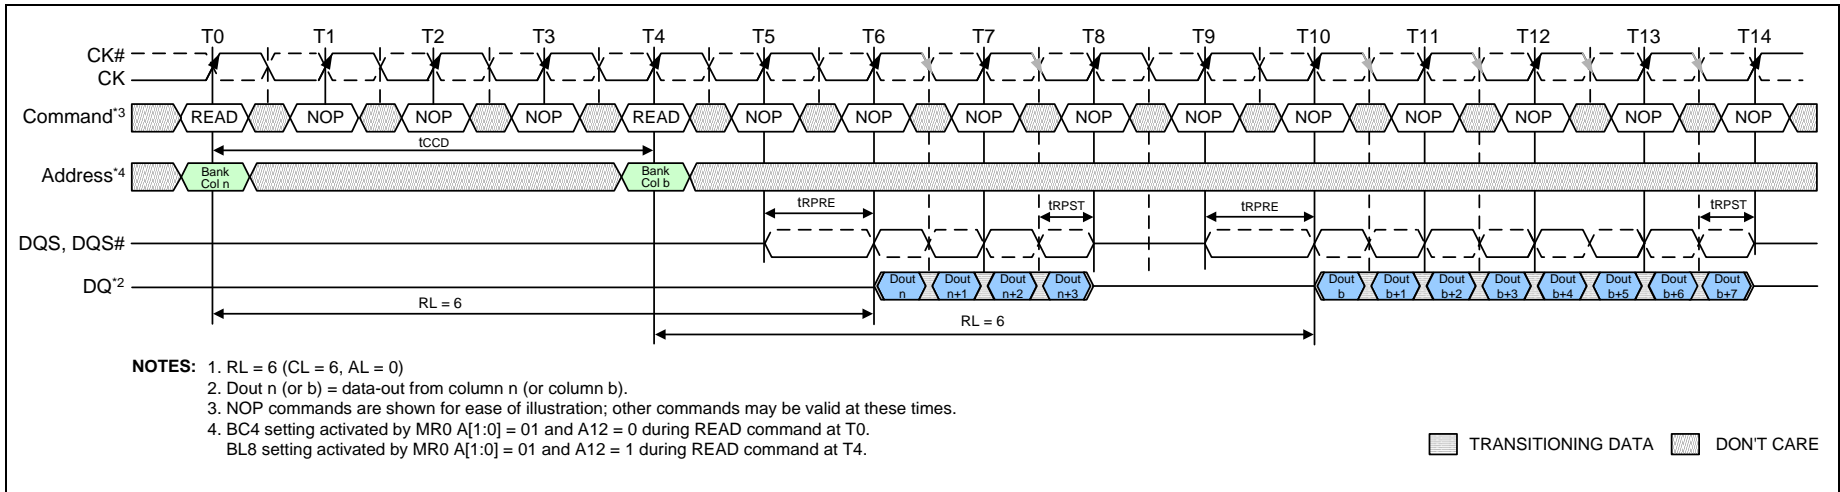 T0 T1 T2 T3 T4 T5 T6 T7 T8 T9 T10 T11 T12 T13 T14
CK#
CK
Command*3 READ NOP NOP NOP READ NOP NOP NOP NOP NOP NOP NOP NOP NOP NOP
tCCD
Address*4 Bank Col n Bank Col b
tRPRE tRPST tRPRE tRPST
DQS, DQS#
DQ*2 Dout n Dout n+1 Dout n+2 Dout n+3 Dout b Dout b+1 Dout b+2 Dout b+3 Dout b+4 Dout b+5 Dout b+6 Dout b+7
RL = 6
RL = 6
NOTES: 1. RL = 6 (CL = 6, AL = 0)
2. Dout n (or b) = data-out from column n (or column b).
3. NOP commands are shown for ease of illustration; other commands may be valid at these times.
4. BC4 setting activated by MR0 A[1:0] = 01 and A12 = 0 during READ command at T0.
BL8 setting activated by MR0 A[1:0] = 01 and A12 = 1 during READ command at T4.
TRANSITIONING DATA DON'T CARE